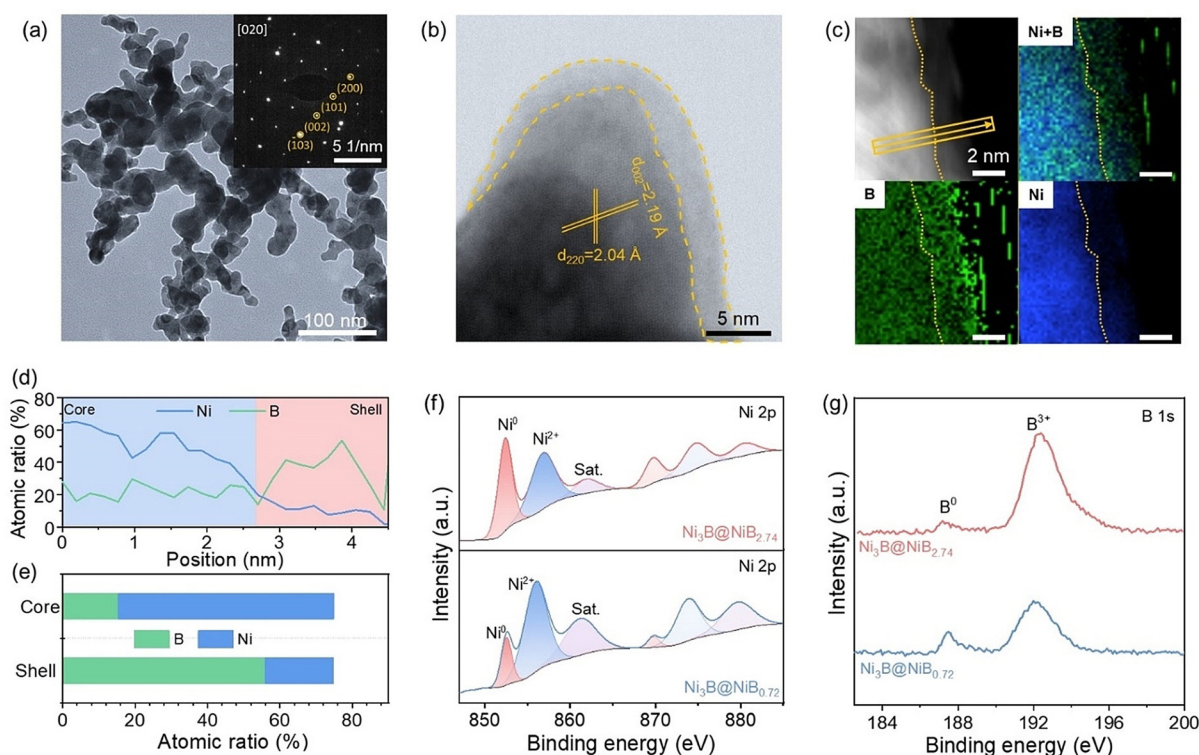 (a)
[020]
(200)
(101)
(002)
(103)
5 1/nm
100 nm
(b)
d002=2.19 Å
d220=2.04 Å
5 nm
(c)
Ni+B
2 nm
B
Ni
(d)
Core
Ni
B
Shell
Atomic ratio (%)
80
60
40
20
0
0
1
2
3
4
Position (nm)
(e)
Core
B
Ni
Shell
0
20
40
60
80
Atomic ratio (%)
(f)
Ni 2p
Ni⁰
Ni²⁺
Sat.
Ni₃B@NiB₂.₇₄
Ni 2p
Ni²⁺
Sat.
Ni⁰
Ni₃B@NiB₀.₇₂
Intensity (a.u.)
850
860
870
880
Binding energy (eV)
(g)
B 1s
B³⁺
B⁰
Ni₃B@NiB₂.₇₄
Ni₃B@NiB₀.₇₂
Intensity (a.u.)
184
188
192
196
200
Binding energy (eV)